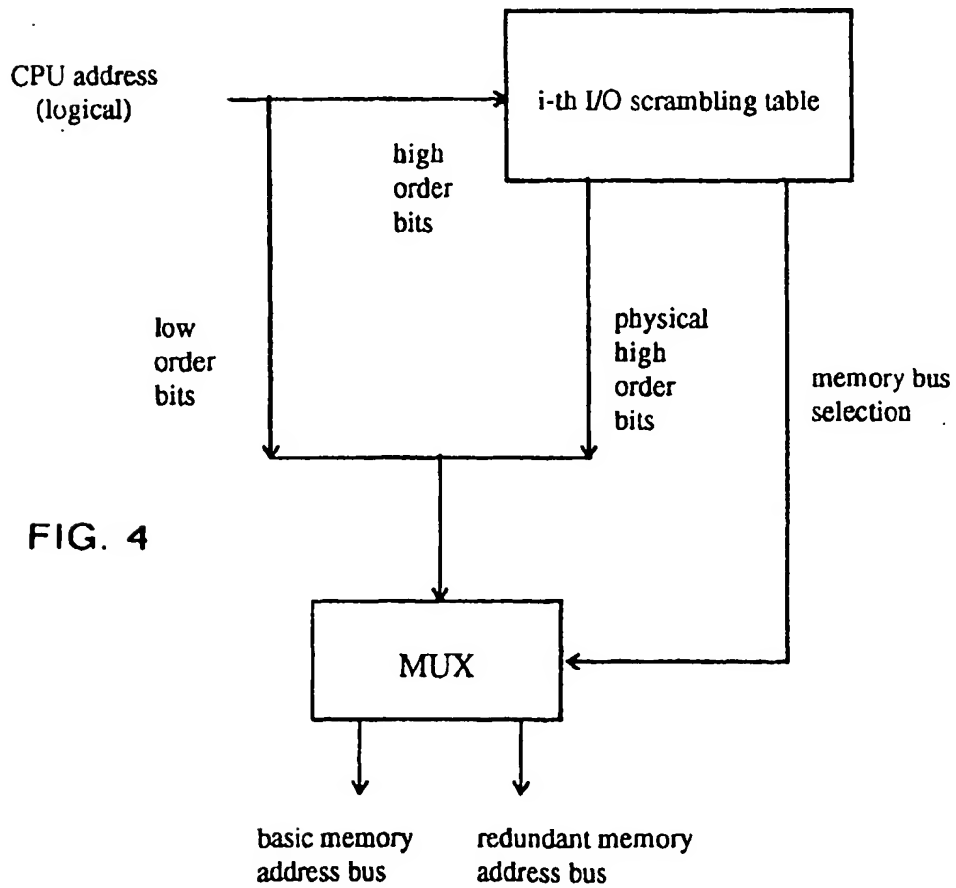 CPU address
(logical)
i-th I/O scrambling table
high
order
bits
low
order
bits
physical
high
order
bits
memory bus
selection
FIG. 4
MUX
basic memory
address bus
redundant memory
address bus